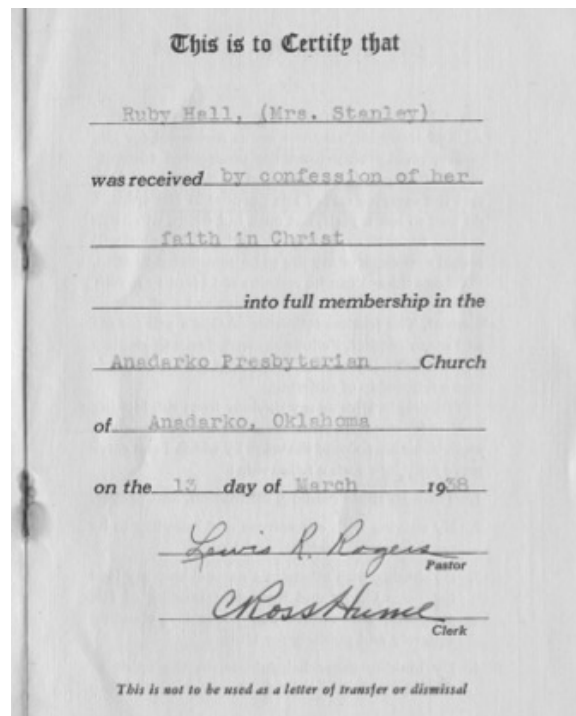 This is to Certify that
Ruby Hall, (Mrs. Stanley)
was received by confession of her
faith in Christ
into full membership in the
Anadarko Presbyterian Church
of Anadarko, Oklahoma
on the 13 day of March 1938
Lewis R. Rogers
Pastor
C Ross Hume
Clerk
This is not to be used as a letter of transfer or dismissal